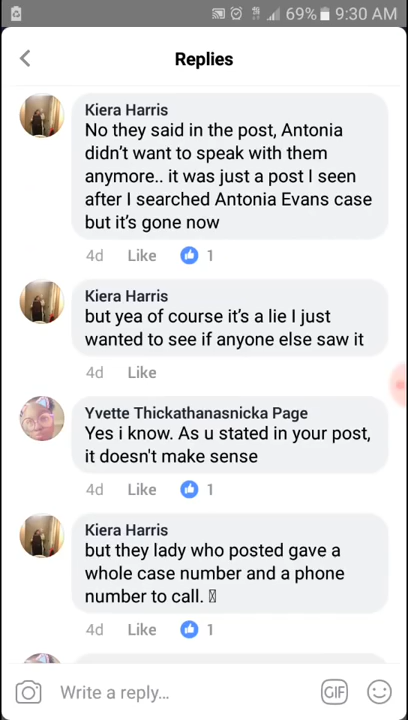 69% 9:30 AM
Replies
Kiera Harris
No they said in the post, Antonia
didn't want to speak with them
anymore.. it was just a post I seen
after I searched Antonia Evans case
but it's gone now
4d Like 1
Kiera Harris
but yea of course it's a lie I just
wanted to see if anyone else saw it
4d Like
Yvette Thickathanasnicka Page
Yes i know. As u stated in your post,
it doesn't make sense
4d Like 1
Kiera Harris
but they lady who posted gave a
whole case number and a phone
number to call.
4d Like 1
Write a reply...
GIF